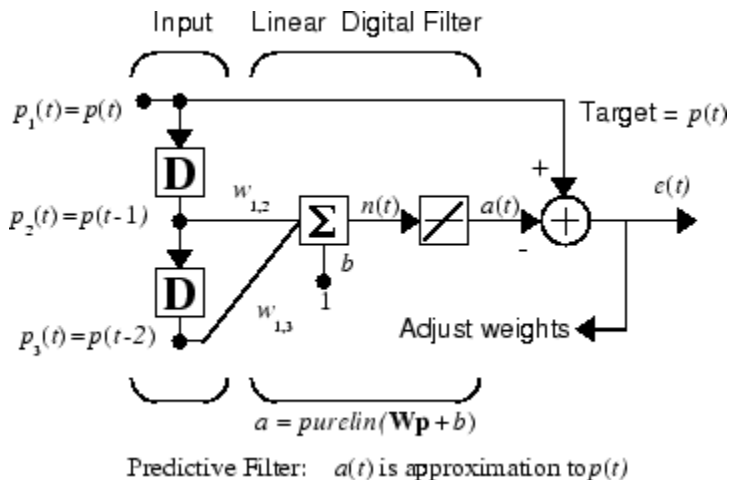 Input Linear Digital Filter
p1(t)=p(t)
Target = p(t)
D
+
e(t)
w1,2
n(t)
a(t)
p2(t)=p(t-1)
Σ
+
-
b
D
1
w1,3
Adjust weights
p3(t)=p(t-2)
a = purelin(Wp + b)
Predictive Filter: a(t) is approximation to p(t)